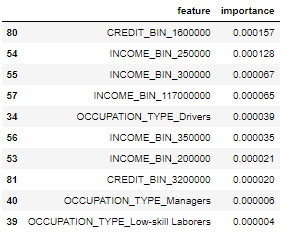 feature importance
80 CREDIT_BIN_1600000 0.000157
54 INCOME_BIN_250000 0.000128
55 INCOME_BIN_300000 0.000067
57 INCOME_BIN_117000000 0.000065
34 OCCUPATION_TYPE_Drivers 0.000039
56 INCOME_BIN_350000 0.000035
53 INCOME_BIN_200000 0.000021
81 CREDIT_BIN_3200000 0.000020
40 OCCUPATION_TYPE_Managers 0.000006
39 OCCUPATION_TYPE_Low-skill Laborers 0.000004